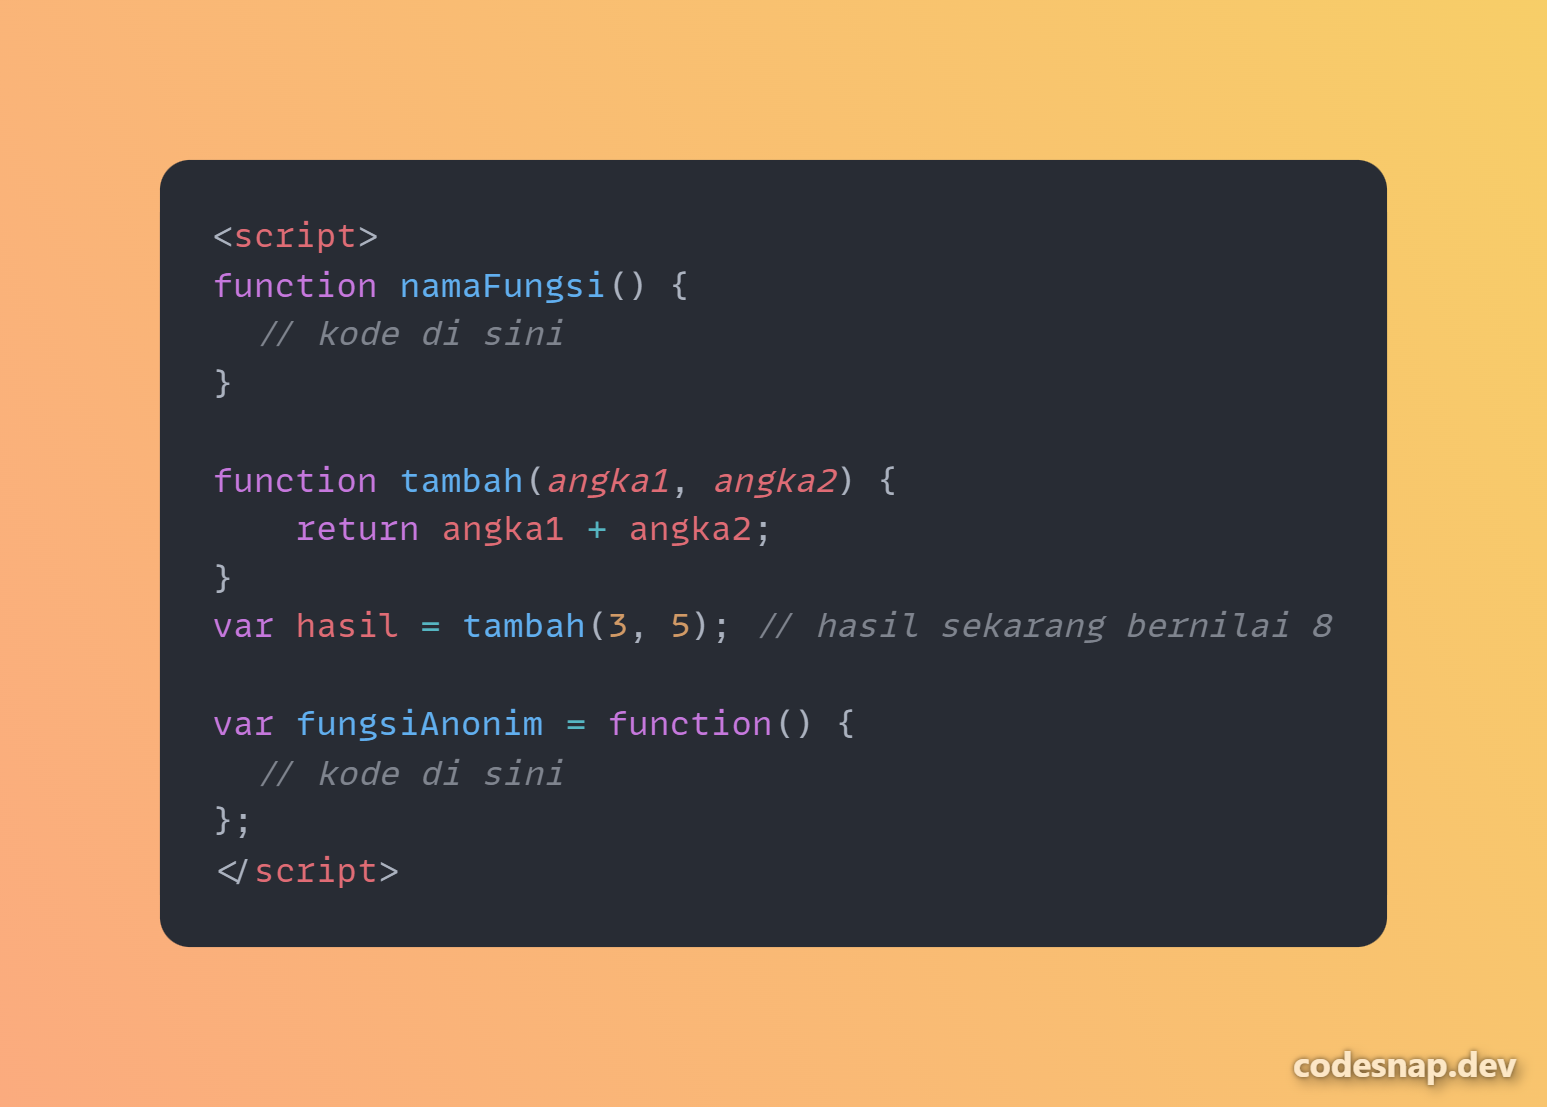 <script>
function namaFungsi() {
  // kode di sini
}

function tambah(angka1, angka2) {
    return angka1 + angka2;
}
var hasil = tambah(3, 5); // hasil sekarang bernilai 8

var fungsiAnonim = function() {
  // kode di sini
};
</script>
codesnap.dev